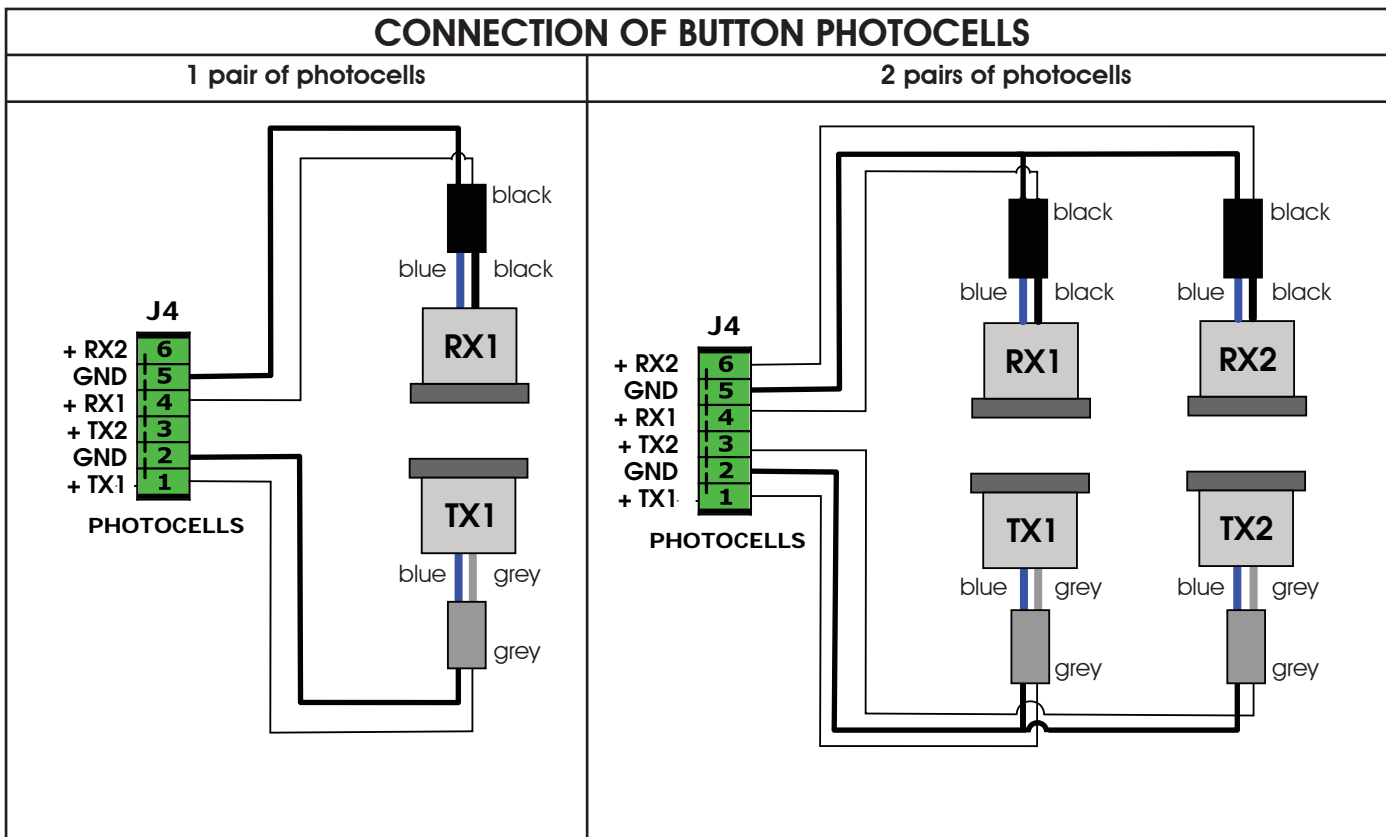 CONNECTION OF BUTTON PHOTOCELLS
1 pair of photocells
black
blue
black
RX1
J4
+ RX2 6
GND 5
+ RX1 4
+ TX2 3
GND 2
+ TX1 1
PHOTOCELLS
TX1
blue
grey
grey
2 pairs of photocells
black
black
blue
black
blue
black
RX1
RX2
J4
+ RX2 6
GND 5
+ RX1 4
+ TX2 3
GND 2
+ TX1 1
PHOTOCELLS
TX1
TX2
blue
grey
blue
grey
grey
grey